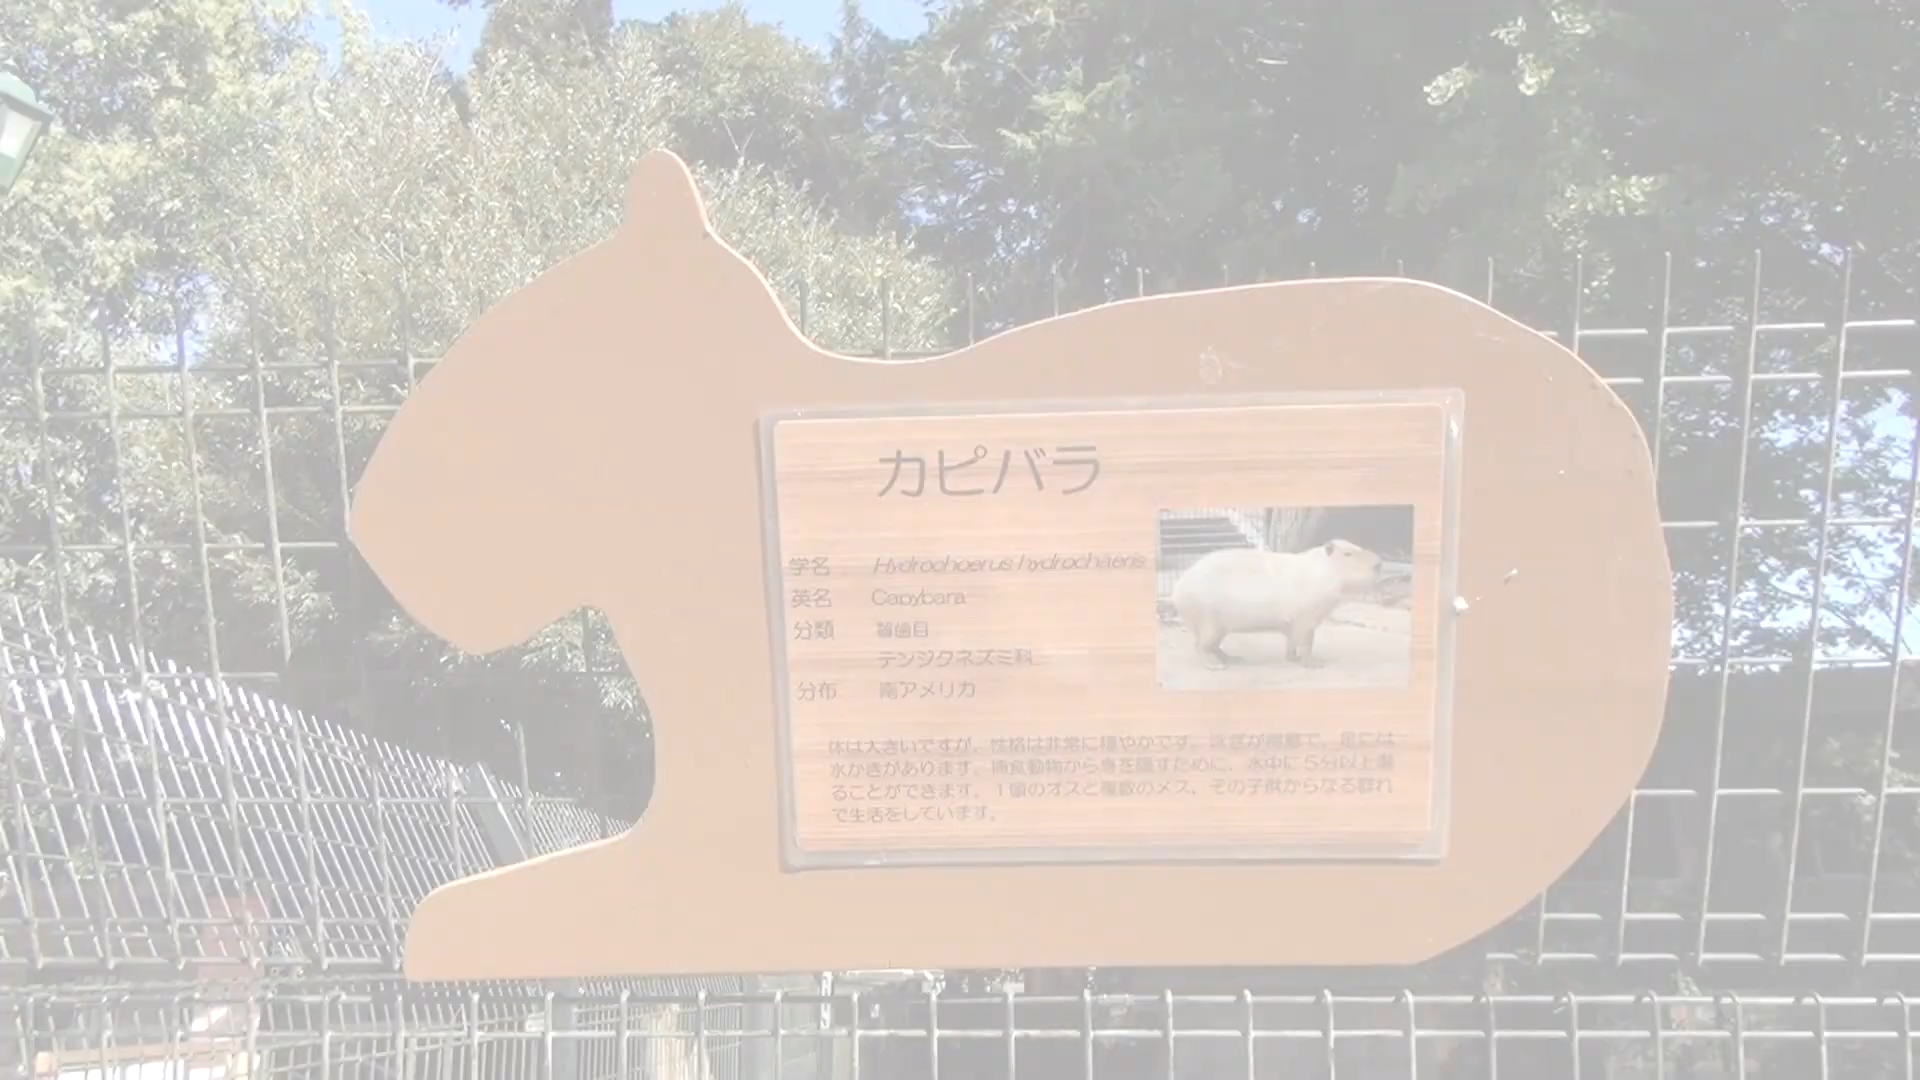 カピバラ
学名 Hydrochoerus hydrochaeris
英名 Capybara
分類 齧歯目
テンジクネズミ科
分布 南アメリカ
体は大きいですが、性格は非常に穏やかです。泳ぎが得意で、足には
水かきがあります。捕食動物から身を隠すために、水中に5分以上潜
ることができます。1頭のオスと複数のメス、その子供からなる群れ
で生活をしています。